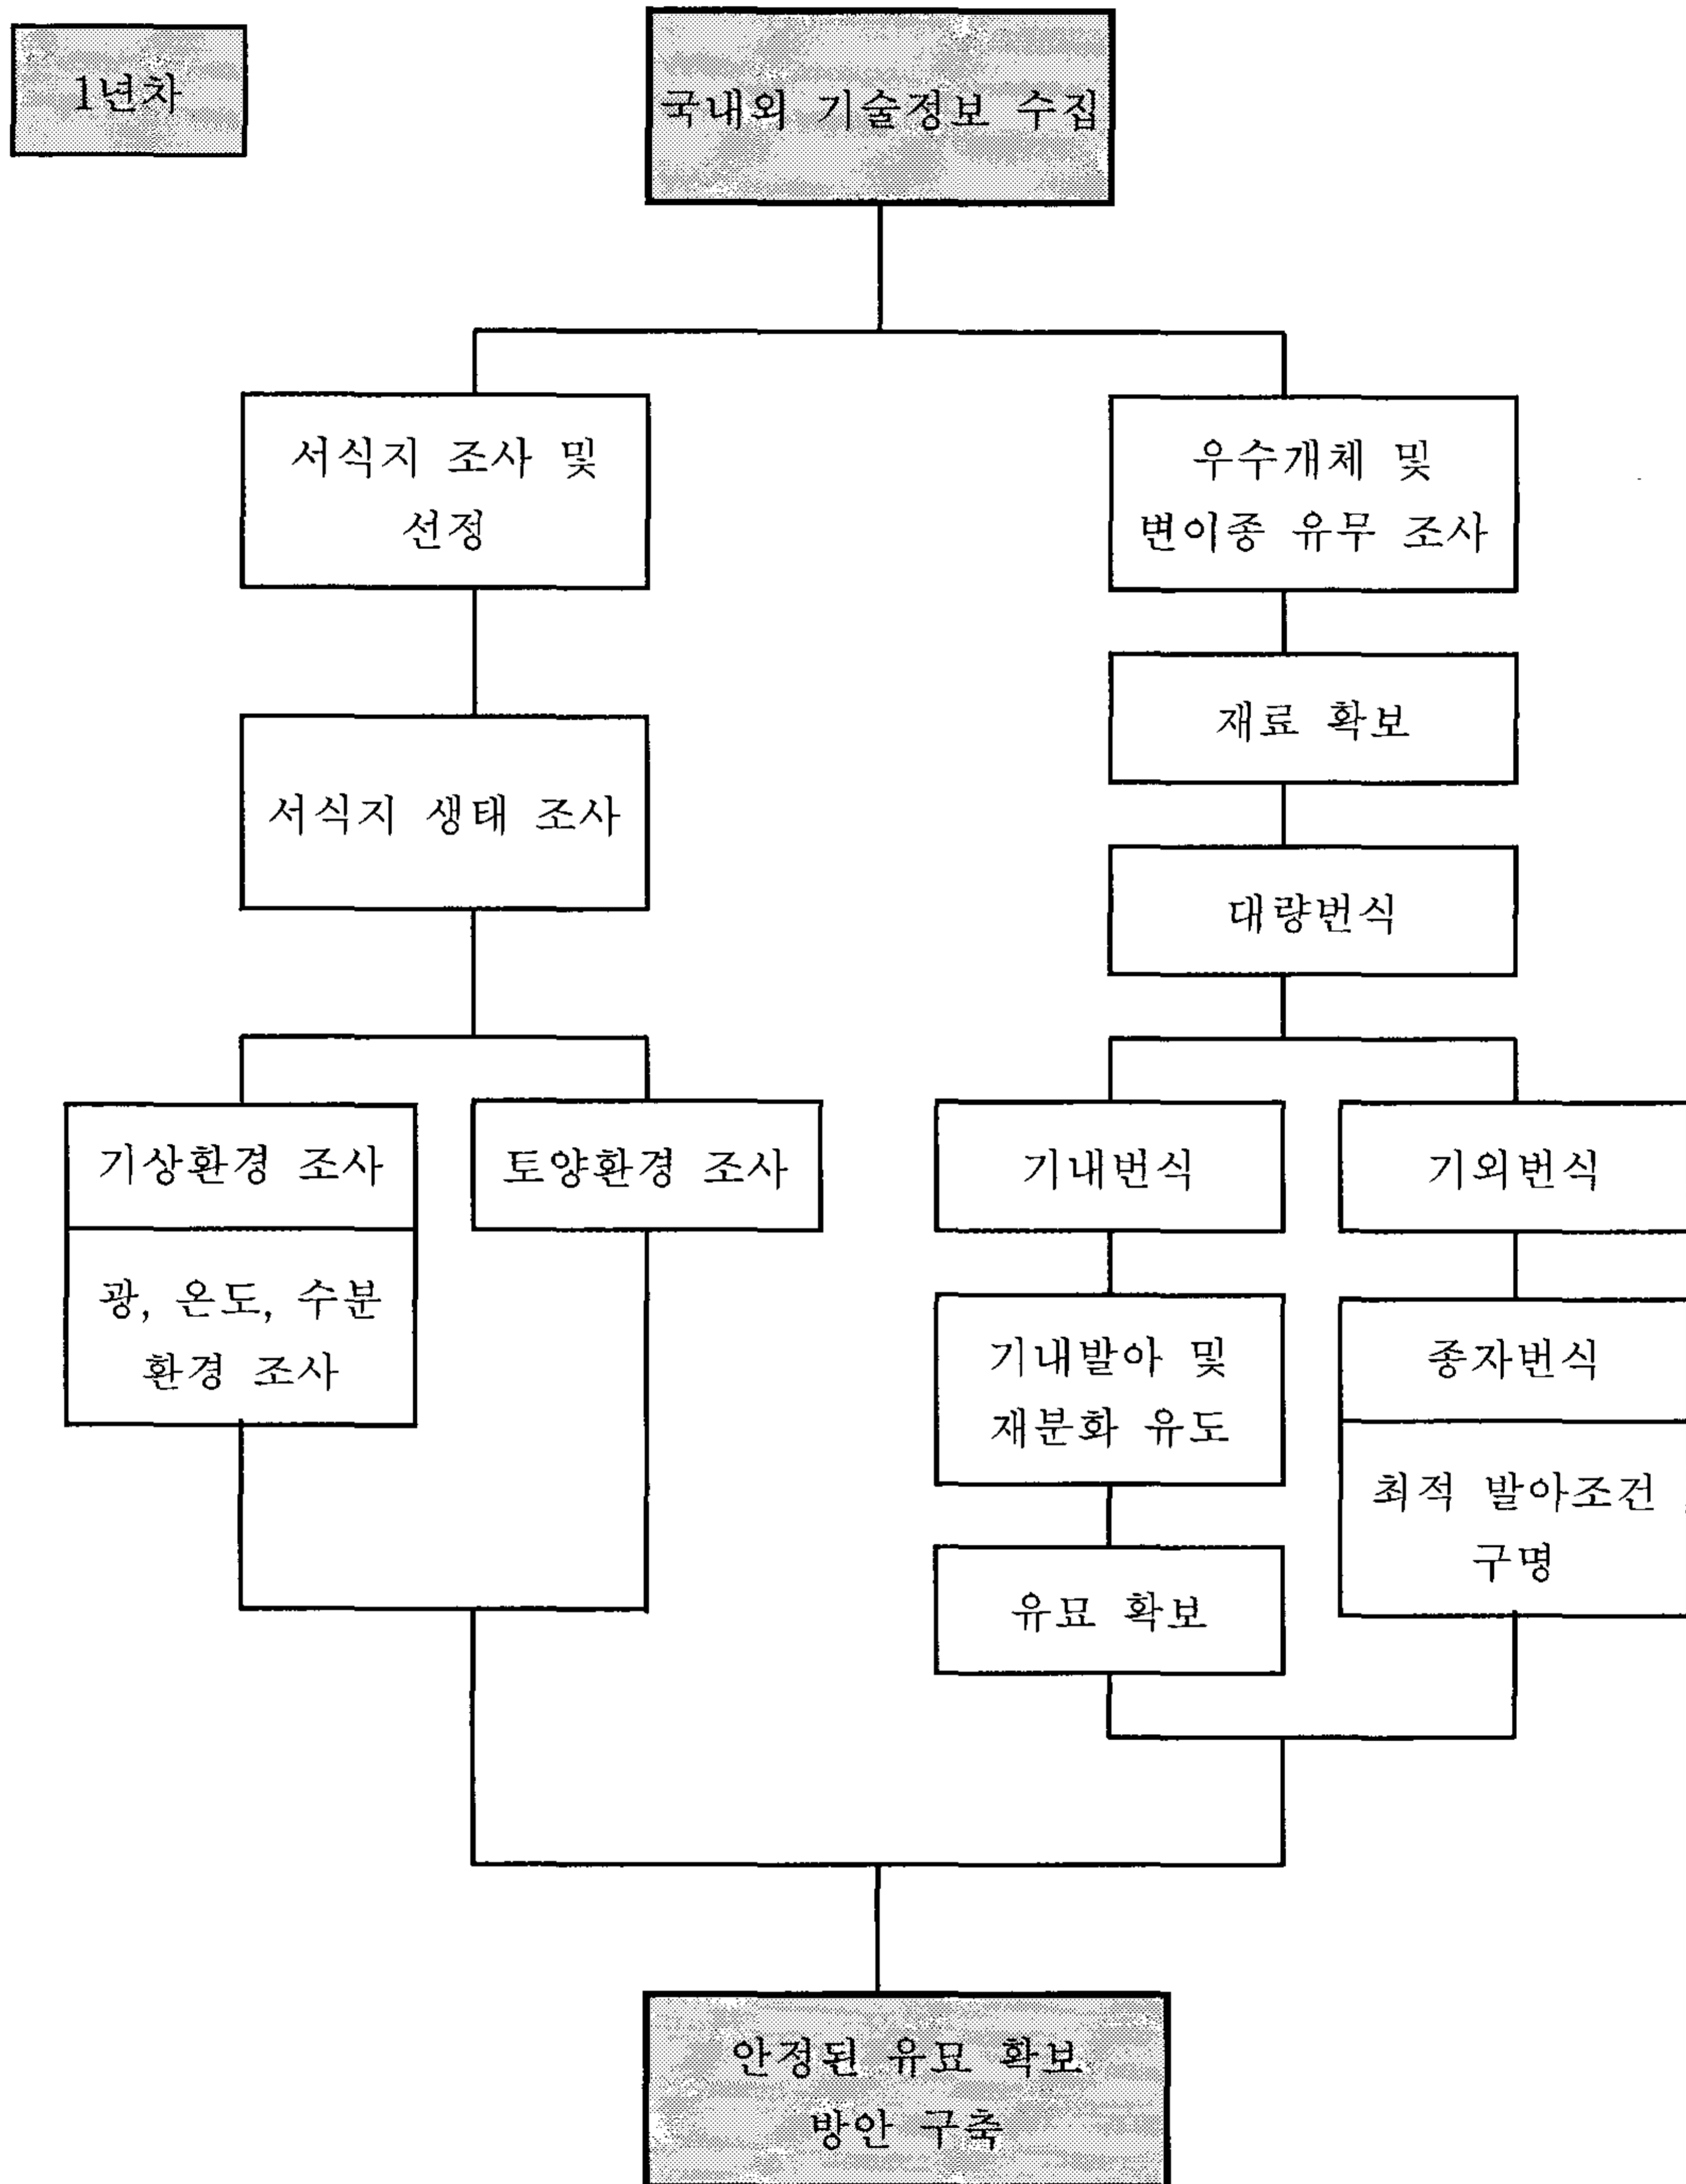 1년차
국내외 기술정보 수집
서식지 조사 및
선정
우수개체 및
변이종 유무 조사
재료 확보
서식지 생태 조사
대량번식
기상환경 조사
토양환경 조사
기내번식
기외번식
광, 온도, 수분
환경 조사
기내발아 및
재분화 유도
종자번식
최적 발아조건
구명
유묘 확보
안정된 유묘 확보
방안 구축